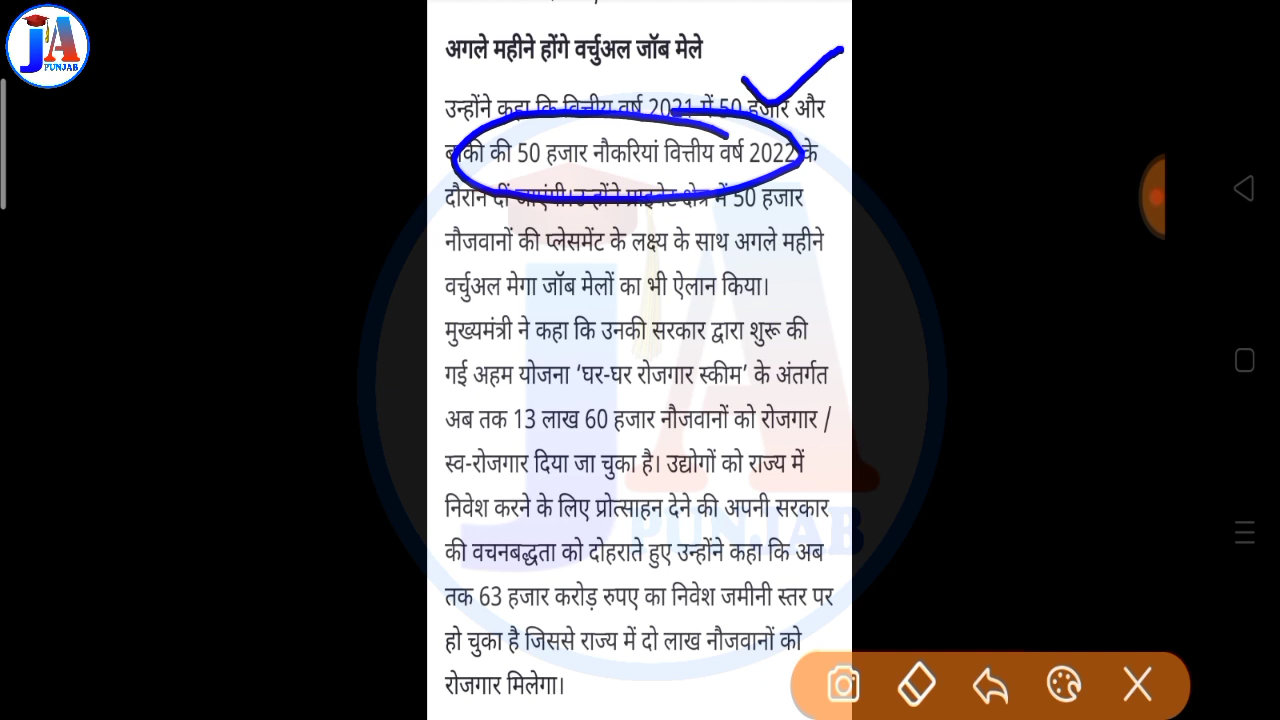 JA
PUNJAB
अगले महीने होंगे वर्चुअल जॉब मेले
उन्होंने कहा कि वित्तीय वर्ष 2021 में 50 हजार और
बाकी की 50 हजार नौकरियां वित्तीय वर्ष 2022 के
दौरान दीं जाएंगी।उन्होंने प्राइवेट क्षेत्र में 50 हजार
नौजवानों की प्लेसमेंट के लक्ष्य के साथ अगले महीने
वर्चुअल मेगा जॉब मेलों का भी ऐलान किया।
मुख्यमंत्री ने कहा कि उनकी सरकार द्वारा शुरू की
गई अहम योजना ‘घर-घर रोजगार स्कीम’ के अंतर्गत
अब तक 13 लाख 60 हजार नौजवानों को रोजगार /
स्व-रोजगार दिया जा चुका है। उद्योगों को राज्य में
निवेश करने के लिए प्रोत्साहन देने की अपनी सरकार
की वचनबद्धता को दोहराते हुए उन्होंने कहा कि अब
तक 63 हजार करोड़ रुपए का निवेश जमीनी स्तर पर
हो चुका है जिससे राज्य में दो लाख नौजवानों को
रोजगार मिलेगा।
JA
PUNJAB